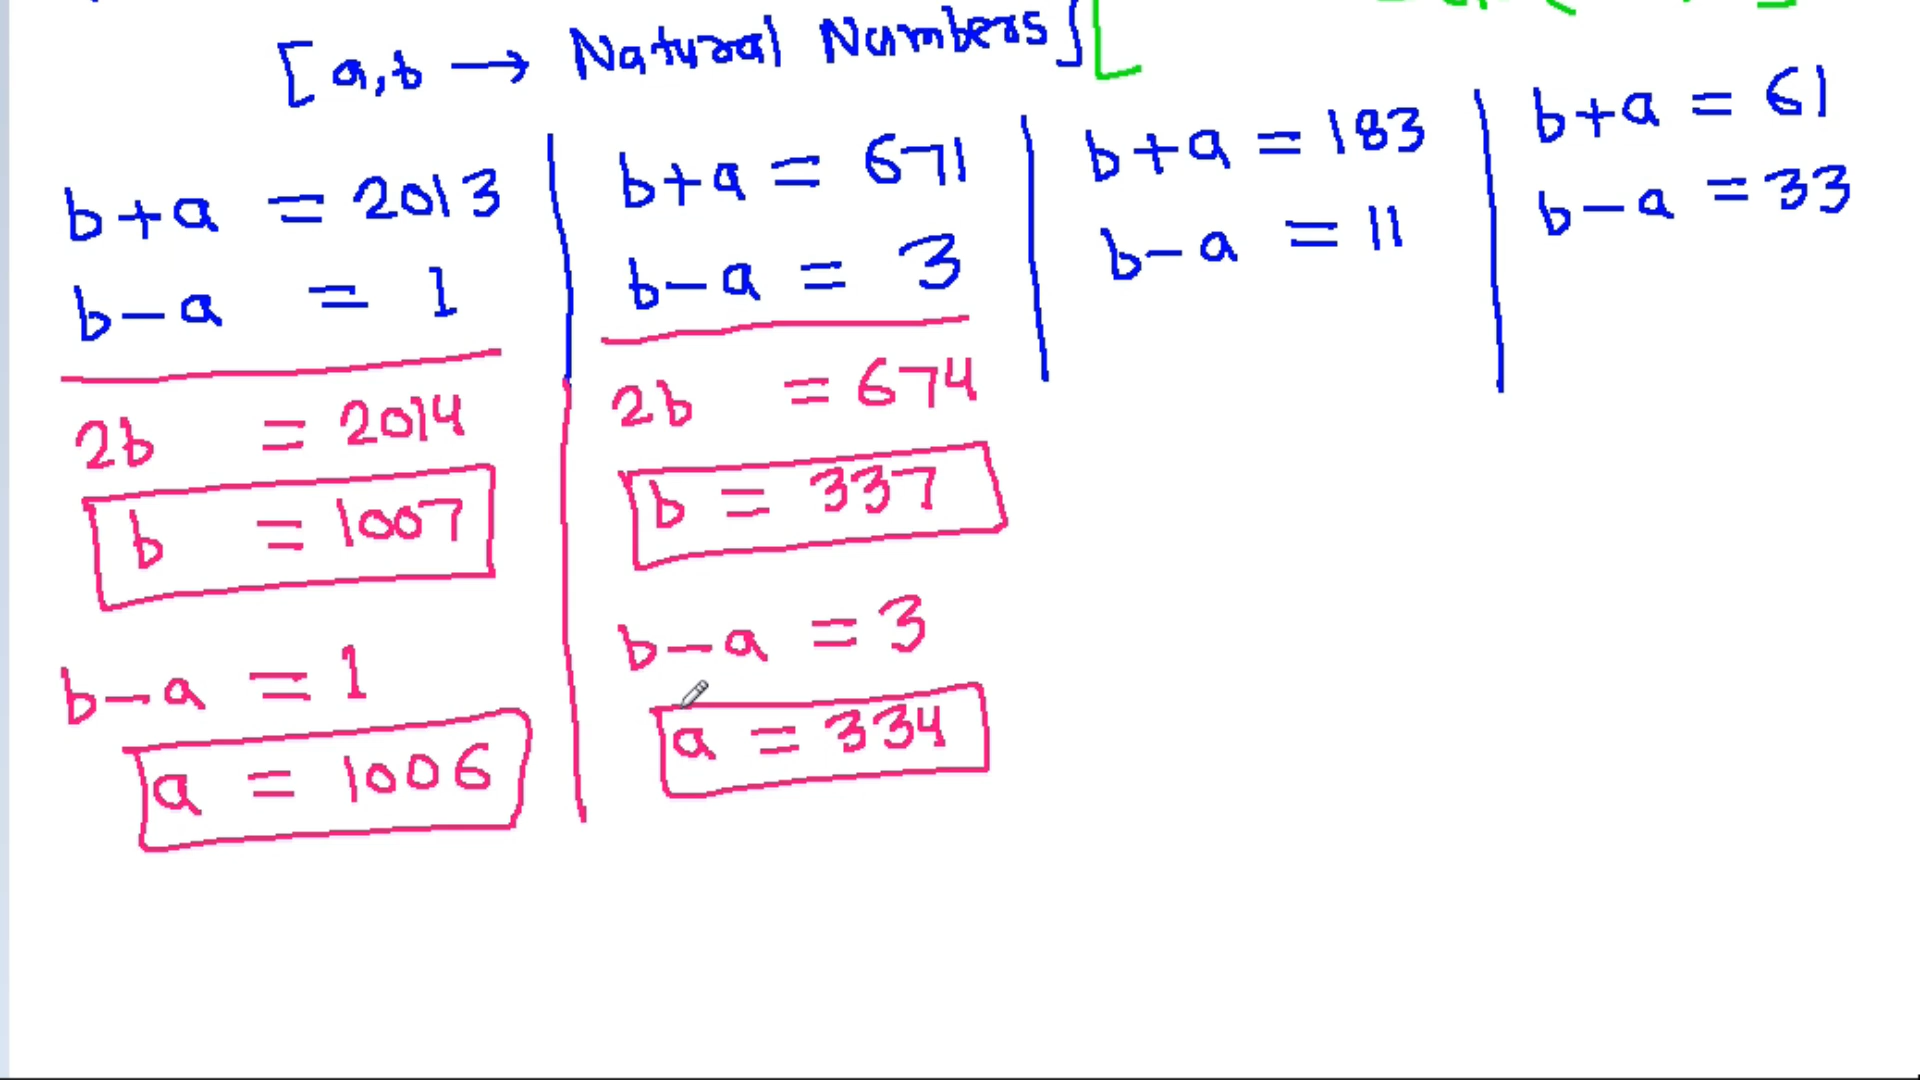 [a,b → Natural Numbers]
b+a = 2013
b-a = 1
2b = 2014
b = 1007
b-a = 1
a = 1006
b+a = 671
b-a = 3
2b = 674
b = 337
b-a = 3
a = 334
b+a = 183
b-a = 11
b+a = 61
b-a = 33